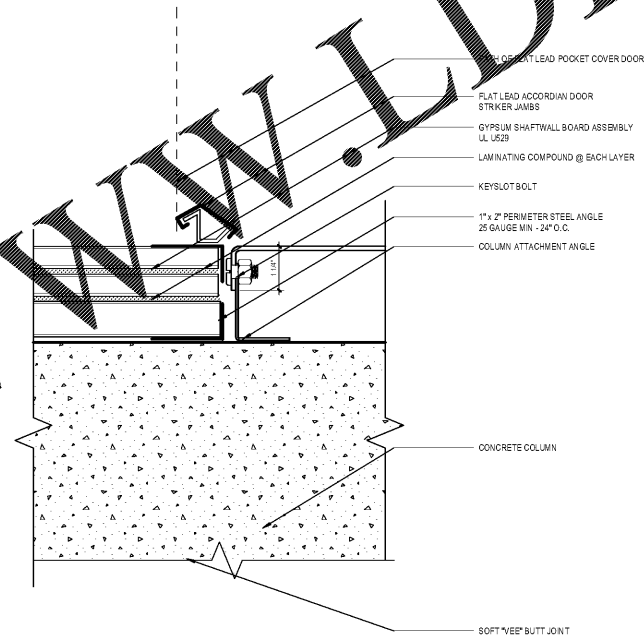 WWW.LD
OF FLAT LEAD POCKET COVER DOOR
FLAT LEAD ACCORDIAN DOOR
STRIKER JAMBS
GYPSUM SHAFTWALL BOARD ASSEMBLY
UL U529
LAMINATING COMPOUND @ EACH LAYER
KEYSLOT BOLT
1" x 2" PERIMETER STEEL ANGLE
25 GAUGE MIN - 24" O.C.
COLUMN ATTACHMENT ANGLE
1 1/4"
CONCRETE COLUMN
SOFT "VEE" BUTT JOINT